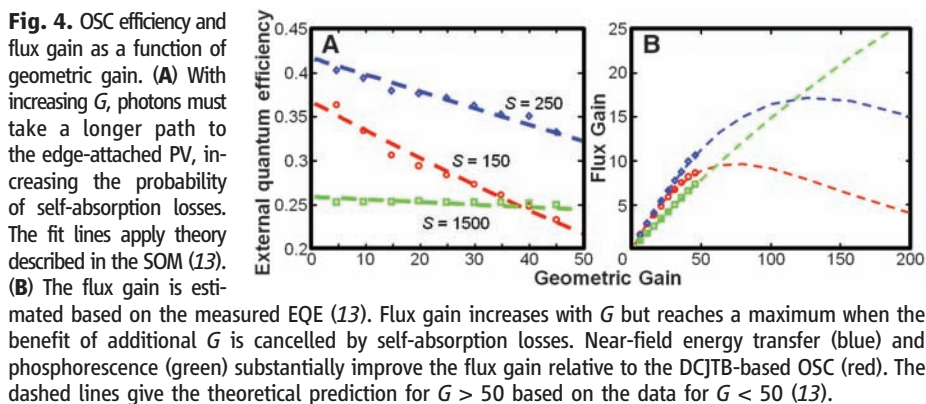 Fig. 4. OSC efficiency and
flux gain as a function of
geometric gain. (A) With
increasing G, photons must
take a longer path to
the edge-attached PV, in-
creasing the probability
of self-absorption losses.
The fit lines apply theory
described in the SOM (13).
(B) The flux gain is esti-
mated based on the measured EQE (13). Flux gain increases with G but reaches a maximum when the
benefit of additional G is cancelled by self-absorption losses. Near-field energy transfer (blue) and
phosphorescence (green) substantially improve the flux gain relative to the DCJTB-based OSC (red). The
dashed lines give the theoretical prediction for G > 50 based on the data for G < 50 (13).
External quantum efficiency
0.45
0.4
0.35
0.3
0.25
0.2
A
S = 250
S = 150
S = 1500
0 10 20 30 40 50
Flux Gain
25
20
15
10
5
B
0 50 100 150 200
Geometric Gain